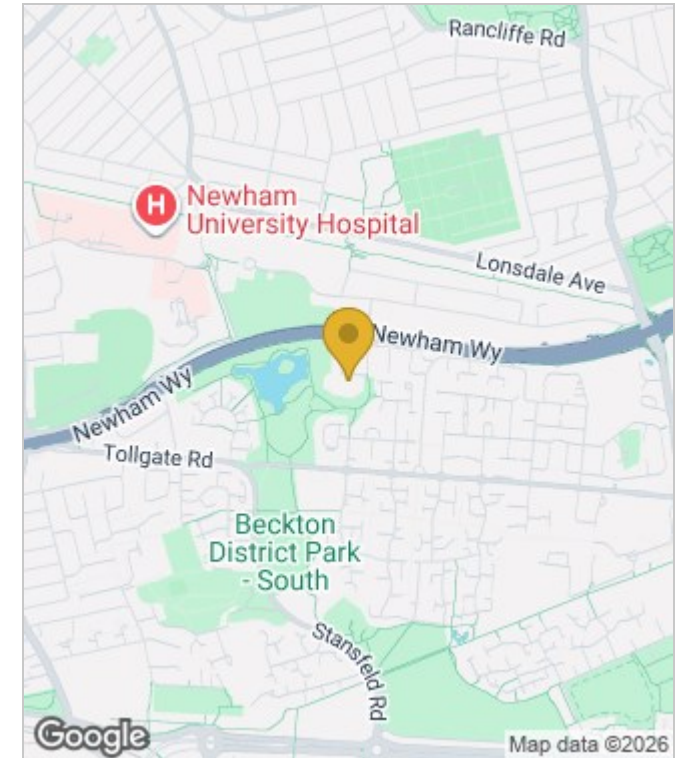 Rancliffe Rd
H
Newham
University Hospital
Lonsdale Ave
Newham Wy
Newham Wy
Tollgate Rd
Beckton
District Park
- South
Stansfeld Rd
Google
Map data ©2026